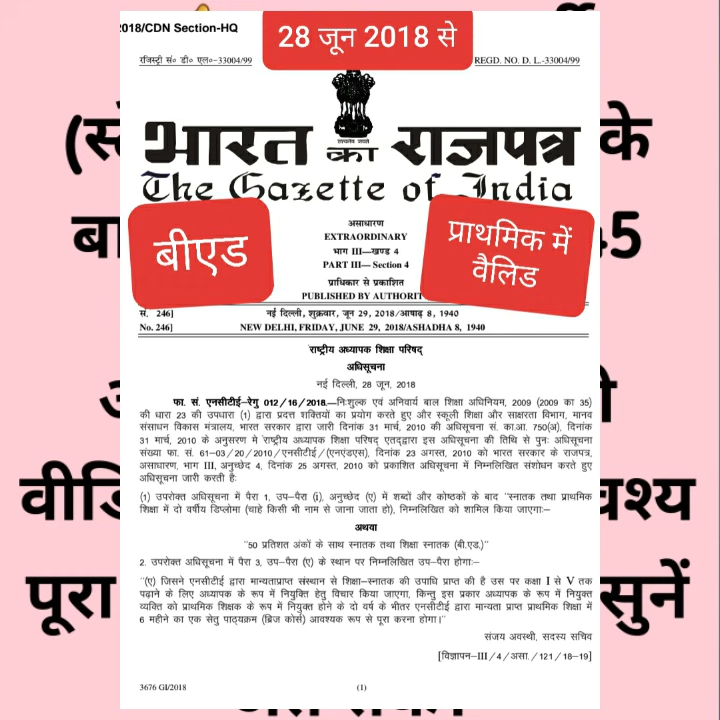 2018/CDN Section-HQ
28 जून 2018 से
रजिस्ट्री सं० डी० एल०-33004/99
REGD. NO. D. L.-33004/99
सत्यमेव जयते
भारत का राजपत्र
The Gazette of India
बीएड
प्राथमिक में
वैलिड
असाधारण
EXTRAORDINARY
भाग III—खण्ड 4
PART III—Section 4
प्राधिकार से प्रकाशित
PUBLISHED BY AUTHORIT
सं. 246]
नई दिल्ली, शुक्रवार, जून 29, 2018/आषाढ़ 8, 1940
No. 246]
NEW DELHI, FRIDAY, JUNE 29, 2018/ASHADHA 8, 1940
राष्ट्रीय अध्यापक शिक्षा परिषद्
अधिसूचना
नई दिल्ली, 28 जून, 2018
फा. सं. एनसीटीई–रेगु 012/16/2018.—निःशुल्क एवं अनिवार्य बाल शिक्षा अधिनियम, 2009 (2009 का 35)
की धारा 23 की उपधारा (1) द्वारा प्रदत्त शक्तियों का प्रयोग करते हुए और स्कूली शिक्षा और साक्षरता विभाग, मानव
संसाधन विकास मंत्रालय, भारत सरकार द्वारा जारी दिनांक 31 मार्च, 2010 की अधिसूचना सं. का.आ. 750(अ), दिनांक
31 मार्च, 2010 के अनुसरण में राष्ट्रीय अध्यापक शिक्षा परिषद् एतद्द्वारा इस अधिसूचना की तिथि से पुनः अधिसूचना
संख्या फा. सं. 61–03/20/2010/एनसीटीई/(एनएंडएस), दिनांक 23 अगस्त, 2010 को भारत सरकार के राजपत्र,
असाधारण, भाग III, अनुच्छेद 4, दिनांक 25 अगस्त, 2010 को प्रकाशित अधिसूचना में निम्नलिखित संशोधन करते हुए
अधिसूचना जारी करती हैः
(1) उपरोक्त अधिसूचना में पैरा 1, उप–पैरा (i), अनुच्छेद (ए) में शब्दों और कोष्ठकों के बाद "स्नातक तथा प्राथमिक
शिक्षा में दो वर्षीय डिप्लोमा (चाहे किसी भी नाम से जाना जाता हो), निम्नलिखित को शामिल किया जाएगाः–
अथवा
"50 प्रतिशत अंकों के साथ स्नातक तथा शिक्षा स्नातक (बी.एड.)"
2. उपरोक्त अधिसूचना में पैरा 3, उप–पैरा (ए) के स्थान पर निम्नलिखित उप–पैरा होगाः–
"(ए) जिसने एनसीटीई द्वारा मान्यताप्राप्त संस्थान से शिक्षा–स्नातक की उपाधि प्राप्त की है उस पर कक्षा I से V तक
पढ़ाने के लिए अध्यापक के रूप में नियुक्ति हेतु विचार किया जाएगा, किन्तु इस प्रकार अध्यापक के रूप में नियुक्त
व्यक्ति को प्राथमिक शिक्षक के रूप में नियुक्त होने के दो वर्ष के भीतर एनसीटीई द्वारा मान्यता प्राप्त प्राथमिक शिक्षा में
6 महीने का एक सेतु पाठ्यक्रम (ब्रिज कोर्स) आवश्यक रूप से पूरा करना होगा।"
संजय अवस्थी, सदस्य सचिव
[विज्ञापन–III/4/असा./121/18–19]
3676 GI/2018
(1)
के
5
पूरा
सुनें